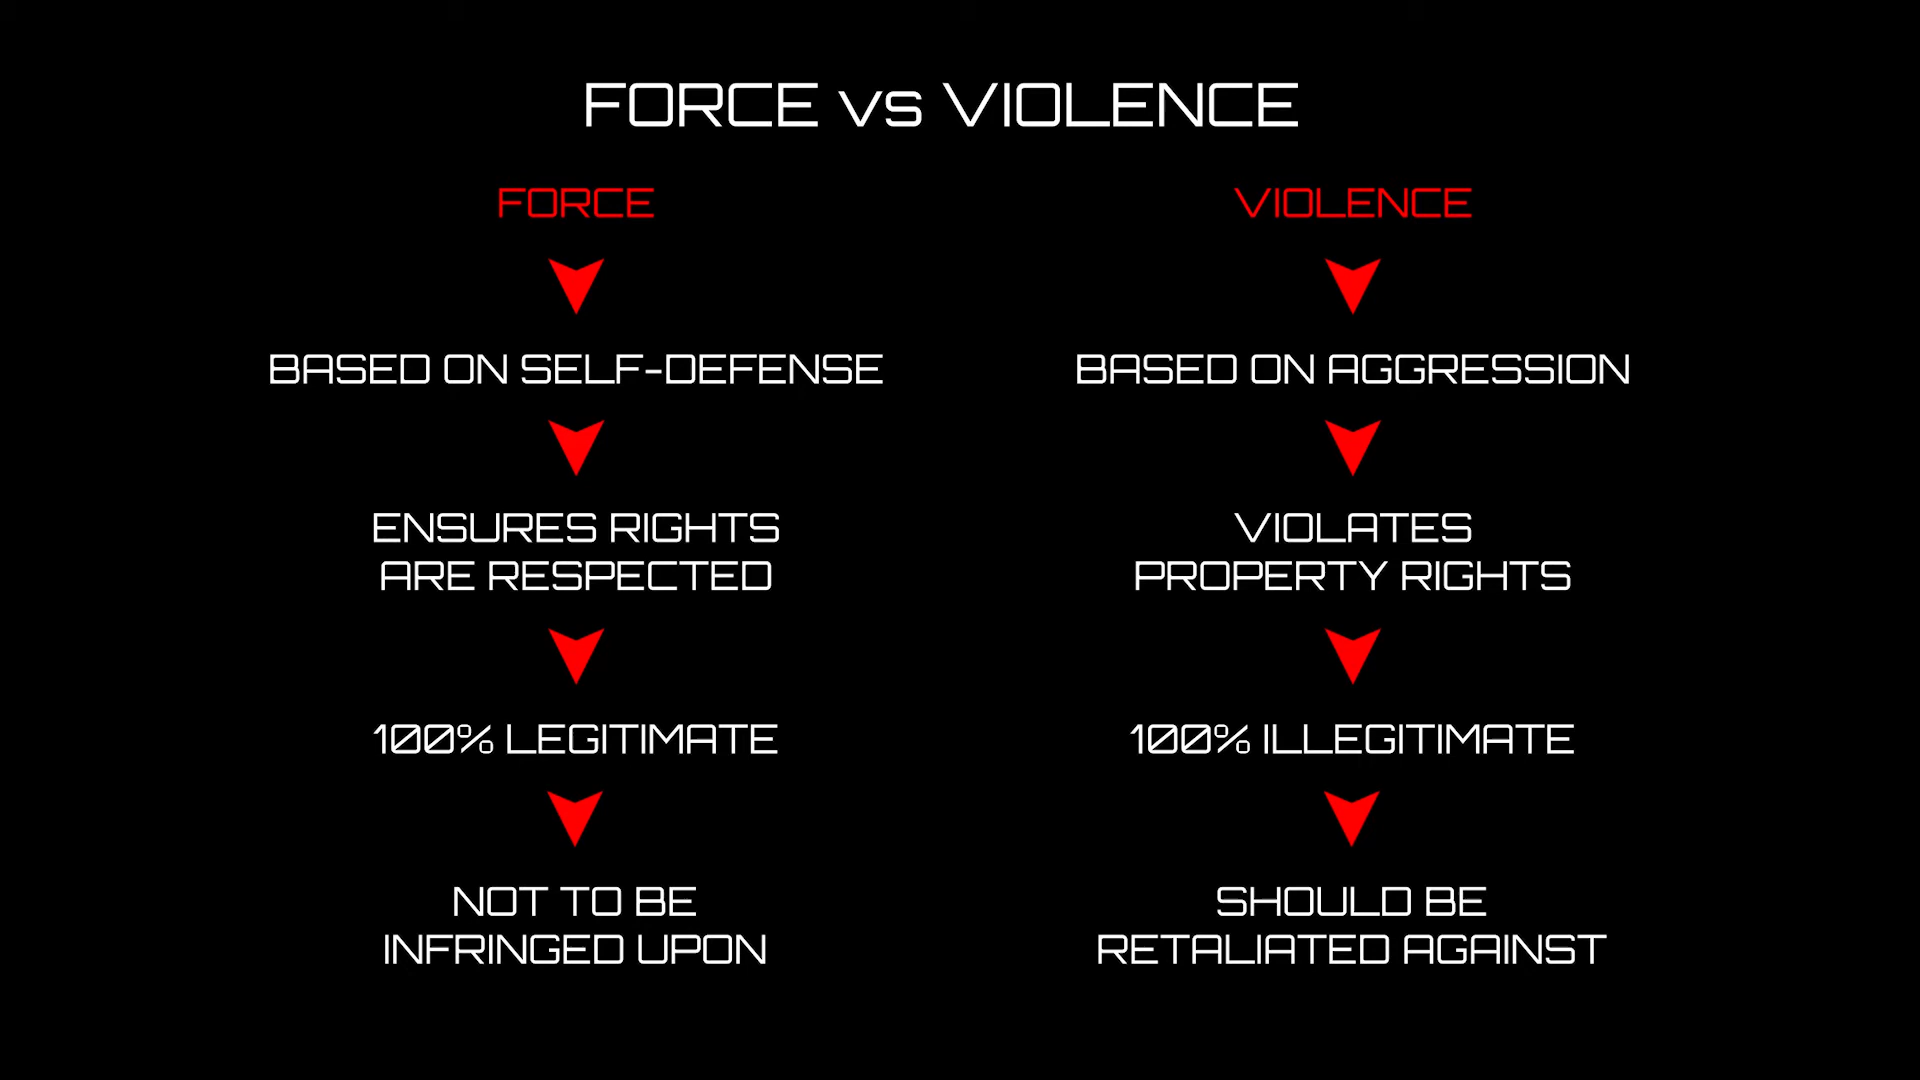 FORCE vs VIOLENCE
FORCE
BASED ON SELF-DEFENSE
ENSURES RIGHTS
ARE RESPECTED
100% LEGITIMATE
NOT TO BE
INFRINGED UPON
VIOLENCE
BASED ON AGGRESSION
VIOLATES
PROPERTY RIGHTS
100% ILLEGITIMATE
SHOULD BE
RETALIATED AGAINST